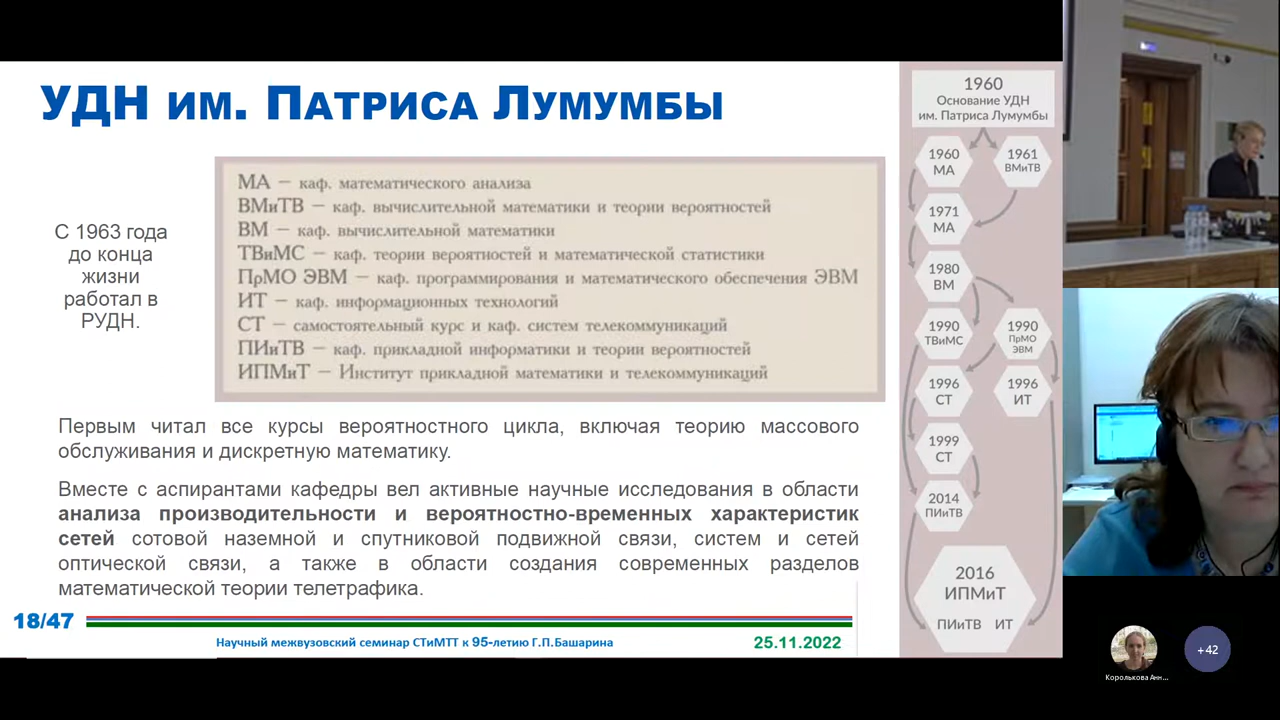 УДН ИМ. ПАТРИСА ЛУМУМБЫ
С 1963 года
до конца
жизни
работал в
РУДН.
МА – каф. математического анализа
ВМиТВ – каф. вычислительной математики и теории вероятностей
ВМ – каф. вычислительной математики
ТВиМС – каф. теории вероятностей и математической статистики
ПрМО ЭВМ – каф. программирования и математического обеспечения ЭВМ
ИТ – каф. информационных технологий
СТ – самостоятельный курс и каф. систем телекоммуникаций
ПИиТВ – каф. прикладной информатики и теории вероятностей
ИПМиТ – Институт прикладной математики и телекоммуникаций
Первым читал все курсы вероятностного цикла, включая теорию массового
обслуживания и дискретную математику.
Вместе с аспирантами кафедры вел активные научные исследования в области
анализа производительности и вероятностно-временных характеристик
сетей сотовой наземной и спутниковой подвижной связи, систем и сетей
оптической связи, а также в области создания современных разделов
математической теории телетрафика.
18/47
Научный межвузовский семинар СТиМТТ к 95-летию Г.П.Башарина
25.11.2022
1960
Основание УДН
им. Патриса Лумумбы
1960
МА
1961
ВМиТВ
1971
МА
1980
ВМ
1990
ТВиМС
1990
ПрМО
ЭВМ
1996
СТ
1996
ИТ
1999
СТ
2014
ПИиТВ
2016
ИПМиТ
ПИиТВ ИТ
Королькова Анн...
+42